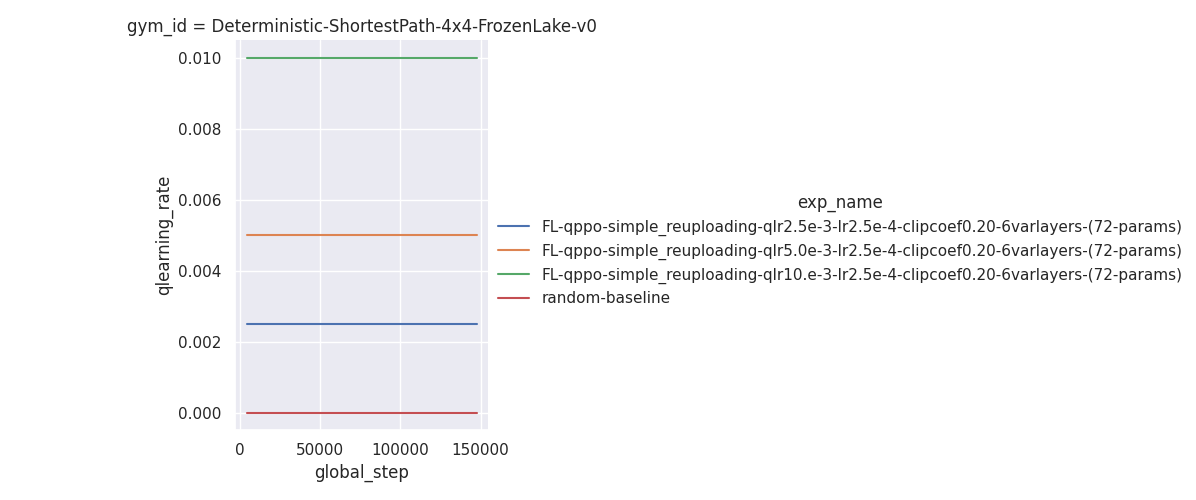 gym_id = Deterministic-ShortestPath-4x4-FrozenLake-v0
0.010
0.008
0.006
0.004
0.002
0.000
qlearning_rate
0 50000 100000 150000
global_step
exp_name
FL-qppo-simple_reuploading-qlr2.5e-3-lr2.5e-4-clipcoef0.20-6varlayers-(72-params)
FL-qppo-simple_reuploading-qlr5.0e-3-lr2.5e-4-clipcoef0.20-6varlayers-(72-params)
FL-qppo-simple_reuploading-qlr10.e-3-lr2.5e-4-clipcoef0.20-6varlayers-(72-params)
random-baseline